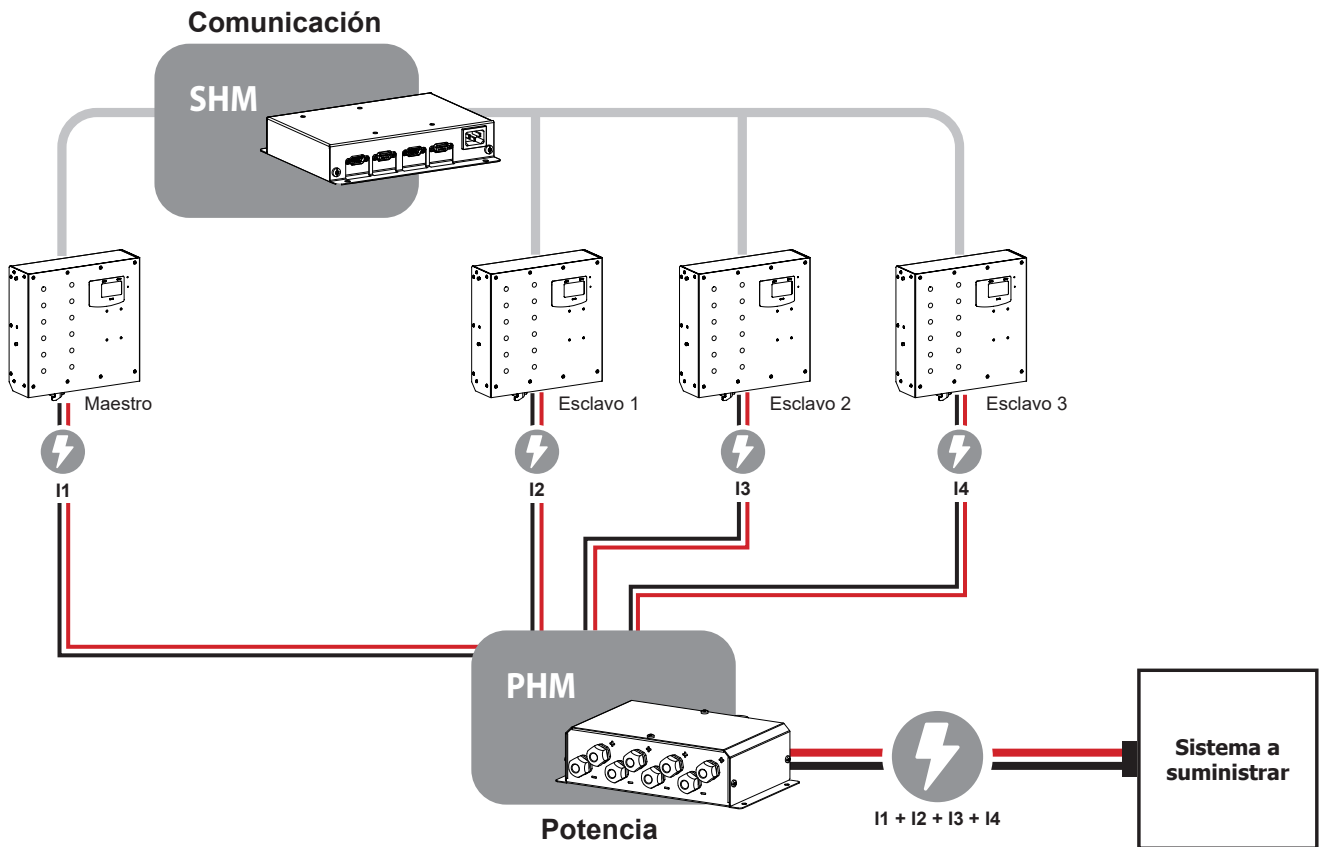 Comunicación
SHM
Maestro
Esclavo 1
Esclavo 2
Esclavo 3
I1
I2
I3
I4
PHM
Sistema a
suministrar
I1 + I2 + I3 + I4
Potencia